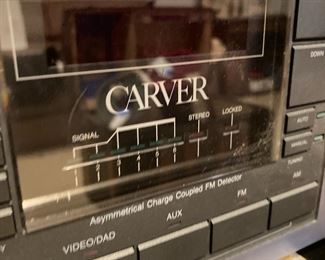 DOWN
CARVER
SIGNAL STEREO LOCKED
AUTO
1 2 3 4 5 6
MANUAL
Asymmetrical Charge Coupled FM Detector
TUNING
VIDEO/DAD AUX FM AM